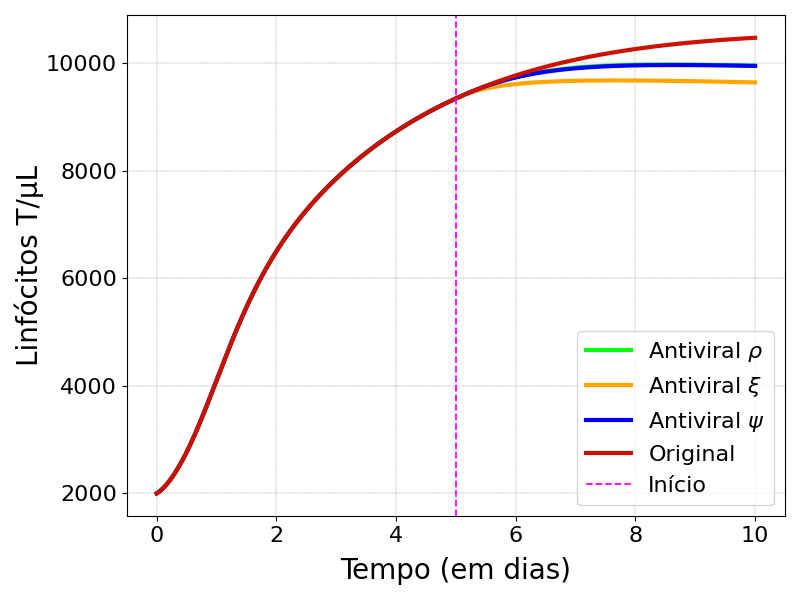 Linfócitos T/µL
10000
8000
6000
4000
2000
0 2 4 6 8 10
Tempo (em dias)
Antiviral ρ
Antiviral ξ
Antiviral ψ
Original
Início